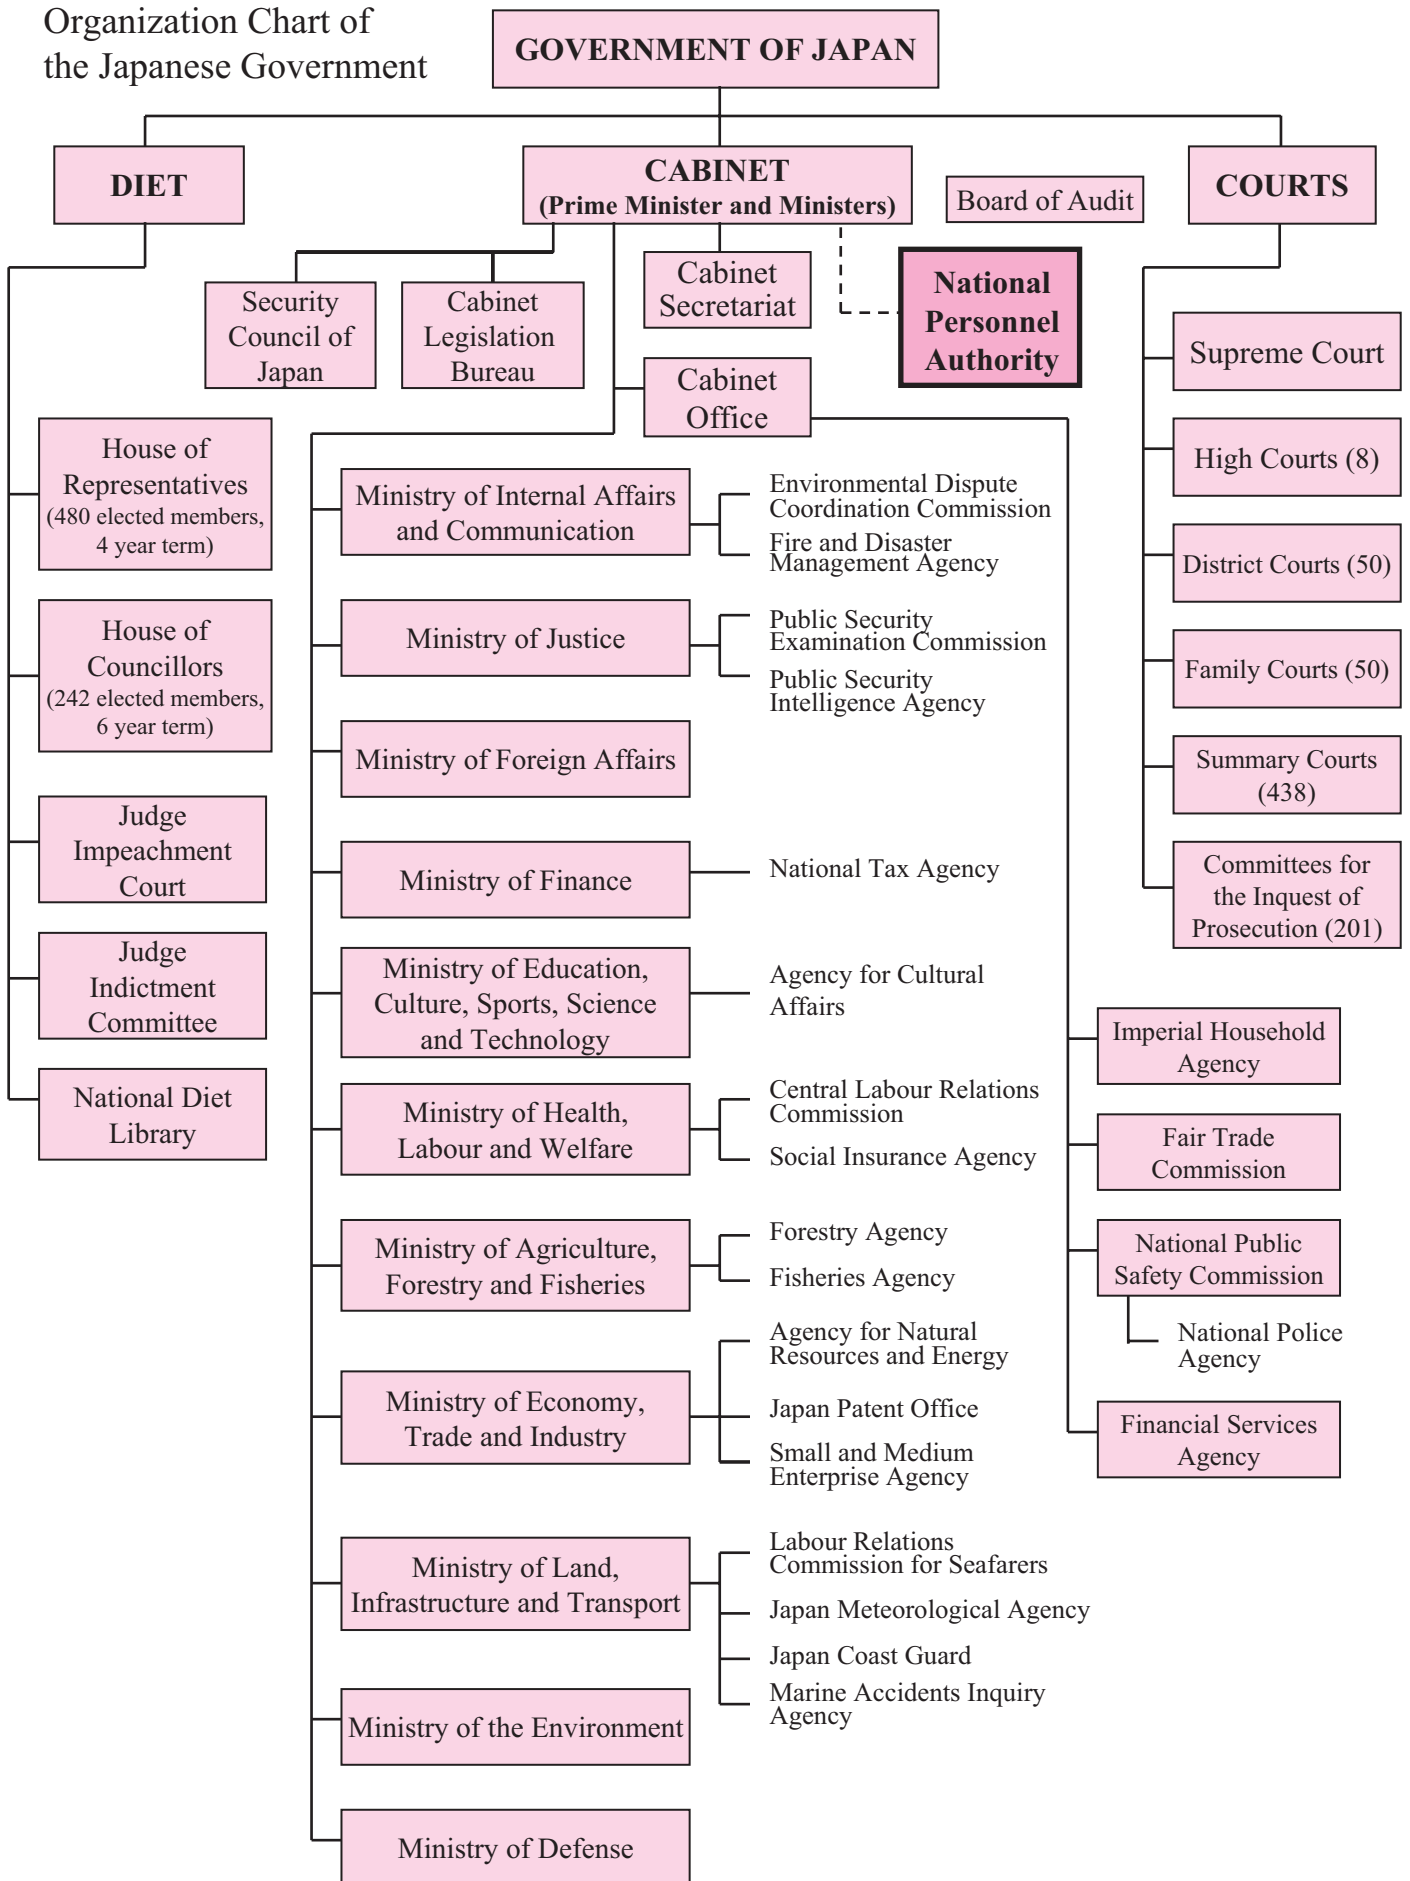 Organization Chart of
the Japanese Government
GOVERNMENT OF JAPAN
DIET
CABINET
(Prime Minister and Ministers)
Board of Audit
COURTS
Security
Council of
Japan
Cabinet
Legislation
Bureau
Cabinet
Secretariat
National
Personnel
Authority
Cabinet
Office
House of
Representatives
(480 elected members,
4 year term)
House of
Councillors
(242 elected members,
6 year term)
Judge
Impeachment
Court
Judge
Indictment
Committee
National Diet
Library
Ministry of Internal Affairs
and Communication
Environmental Dispute
Coordination Commission
Fire and Disaster
Management Agency
Ministry of Justice
Public Security
Examination Commission
Public Security
Intelligence Agency
Ministry of Foreign Affairs
Ministry of Finance
National Tax Agency
Ministry of Education,
Culture, Sports, Science
and Technology
Agency for Cultural
Affairs
Ministry of Health,
Labour and Welfare
Central Labour Relations
Commission
Social Insurance Agency
Ministry of Agriculture,
Forestry and Fisheries
Forestry Agency
Fisheries Agency
Ministry of Economy,
Trade and Industry
Agency for Natural
Resources and Energy
Japan Patent Office
Small and Medium
Enterprise Agency
Ministry of Land,
Infrastructure and Transport
Labour Relations
Commission for Seafarers
Japan Meteorological Agency
Japan Coast Guard
Marine Accidents Inquiry
Agency
Ministry of the Environment
Ministry of Defense
Supreme Court
High Courts (8)
District Courts (50)
Family Courts (50)
Summary Courts
(438)
Committees for
the Inquest of
Prosecution (201)
Imperial Household
Agency
Fair Trade
Commission
National Public
Safety Commission
National Police
Agency
Financial Services
Agency